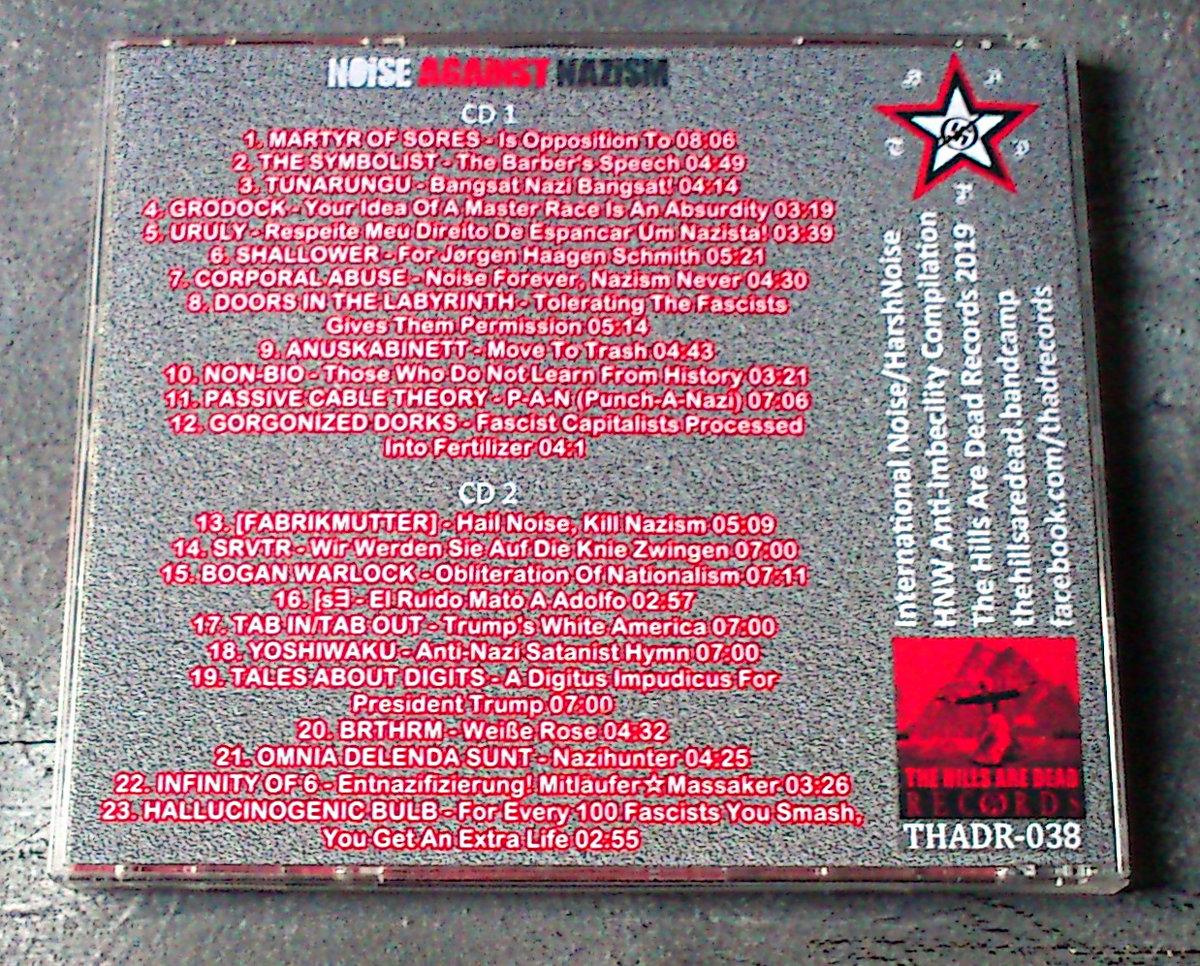 NOiSE AGAINST NAZISM
CD 1
1. MARTYR OF SORES - Is Opposition To 08:06
2. THE SYMBOLIST - The Barber's Speech 04:49
3. TUNARUNGU - Bangsat Nazi Bangsat! 04:14
4. GRODOCK - Your Idea Of A Master Race Is An Absurdity 03:19
5. URULY - Respeite Meu Direito De Espancar Um Nazista! 03:39
6. SHALLOWER - For Jørgen Haagen Schmith 05:21
7. CORPORAL ABUSE - Noise Forever, Nazism Never 04:30
8. DOORS IN THE LABYRINTH - Tolerating The Fascists
Gives Them Permission 05:14
9. ANUSKABINETT - Move To Trash 04:43
10. NON-BIO - Those Who Do Not Learn From History 03:21
11. PASSIVE CABLE THEORY - P-A-N (Punch-A-Nazi) 07:06
12. GORGONIZED DORKS - Fascist Capitalists Processed
Into Fertilizer 04:1
CD 2
13. [FABRIKMUTTER] - Hail Noise, Kill Nazism 05:09
14. SRVTR - Wir Werden Sie Auf Die Knie Zwingen 07:00
15. BOGAN WARLOCK - Obliteration Of Nationalism 07:11
16. [sƎ - El Ruido Mató A Adolfo 02:57
17. TAB IN/TAB OUT - Trump's White America 07:00
18. YOSHIWAKU - Anti-Nazi Satanist Hymn 07:00
19. TALES ABOUT DIGITS - A Digitus Impudicus For
President Trump 07:00
20. BRTHRM - Weiße Rose 04:32
21. OMNIA DELENDA SUNT - Nazihunter 04:25
22. INFINITY OF 6 - Entnazifizierung! Mitläufer☆Massaker 03:26
23. HALLUCINOGENIC BULB - For Every 100 Fascists You Smash,
You Get An Extra Life 02:55
International Noise/HarshNoise
HNW Anti-Imbecility Compilation
The Hills Are Dead Records 2019
thehillsaredead.bandcamp
facebook.com/thadrecords
THE HILLS ARE DEAD
RECORDS
THADR-038